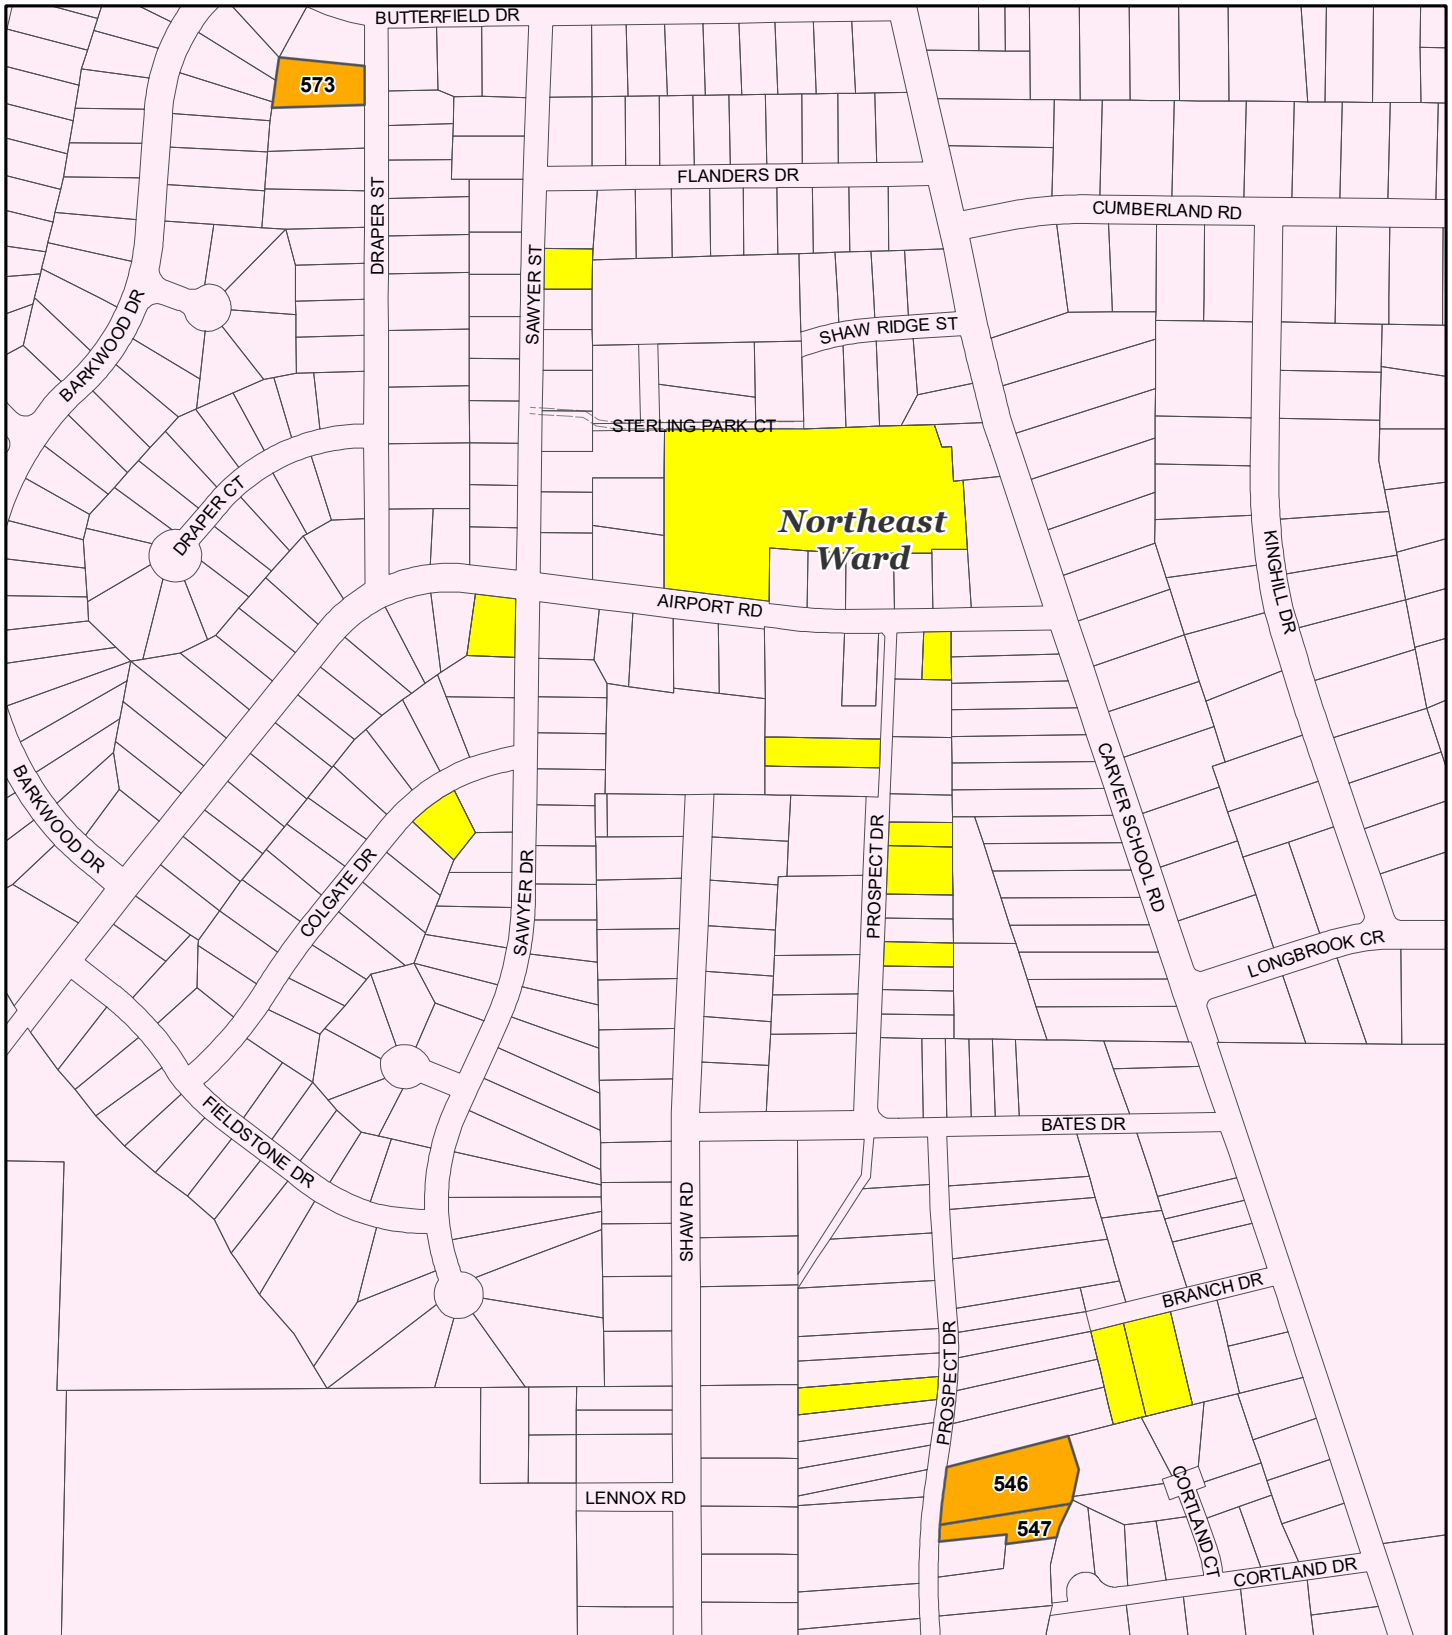 BUTTERFIELD DR
573
FLANDERS DR
DRAPER ST
CUMBERLAND RD
SAWYER ST
BARKWOOD DR
SHAW RIDGE ST
STERLING PARK CT
DRAPER CT
Northeast
Ward
KINGHILL DR
AIRPORT RD
BARKWOOD DR
CARVER SCHOOL RD
COLGATE DR
SAWYER DR
PROSPECT DR
LONGBROOK CR
FIELDSTONE DR
BATES DR
SHAW RD
BRANCH DR
PROSPECT DR
546
LENNOX RD
547
CORTLAND CT
CORTLAND DR